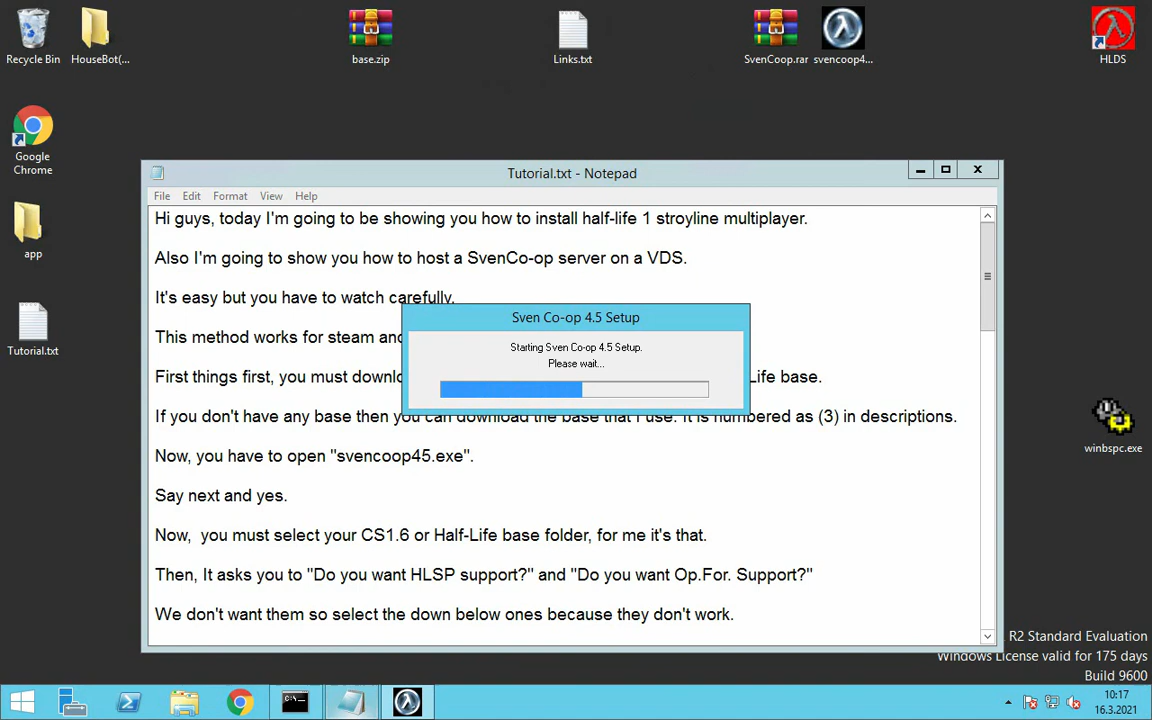 Recycle Bin
HouseBot(...
base.zip
Links.txt
SvenCoop.rar
svencoop4...
HLDS
Google
Chrome
app
Tutorial.txt
winbspc.exe
Tutorial.txt - Notepad
File Edit Format View Help
Hi guys, today I'm going to be showing you how to install half-life 1 stroyline multiplayer.
Also I'm going to show you how to host a SvenCo-op server on a VDS.
It's easy but you have to watch carefully.
This method works for steam and
First things first, you must downlo
Life base.
If you don't have any base then you can download the base that I use. It is numbered as (3) in descriptions.
Now, you have to open "svencoop45.exe".
Say next and yes.
Now,  you must select your CS1.6 or Half-Life base folder, for me it's that.
Then, It asks you to "Do you want HLSP support?" and "Do you want Op.For. Support?"
We don't want them so select the down below ones because they don't work.
Sven Co-op 4.5 Setup
Starting Sven Co-op 4.5 Setup.
Please wait...
R2 Standard Evaluation
Windows License valid for 175 days
Build 9600
C:\
10:17
16.3.2021